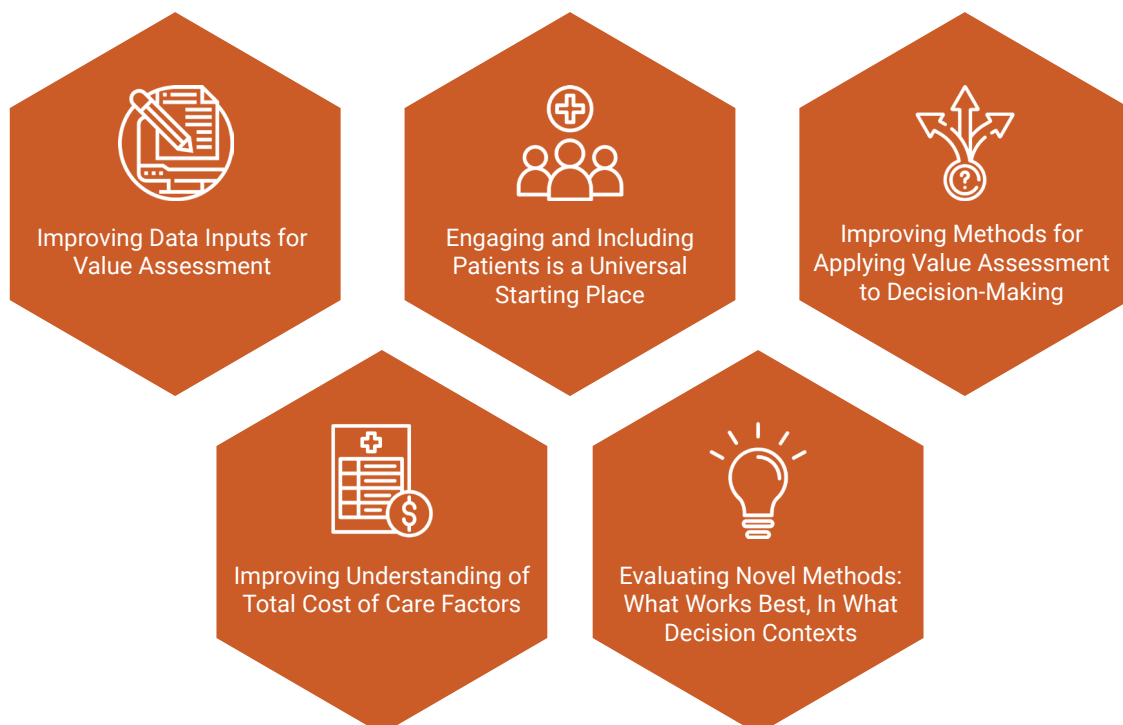 Improving Data Inputs for
Value Assessment
Engaging and Including
Patients is a Universal
Starting Place
?
Improving Methods for
Applying Value Assessment
to Decision-Making
$
Improving Understanding of
Total Cost of Care Factors
Evaluating Novel Methods:
What Works Best, In What
Decision Contexts